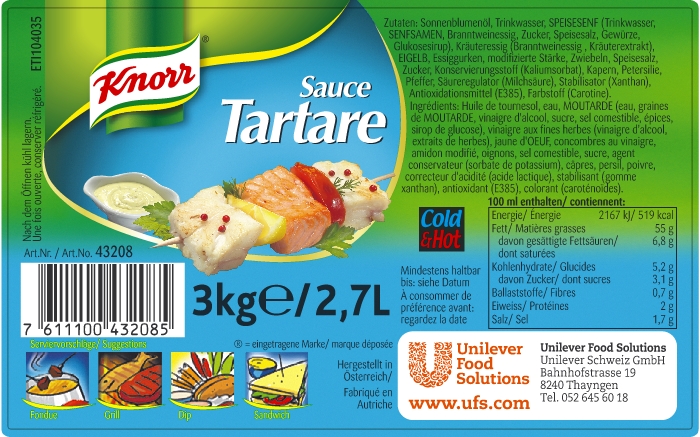 ETI104035
Nach dem Öffnen kühl lagern.
Une fois ouverte, conserver réfrigéré.
Knorr®
Sauce
Tartare
Art.Nr. / Art.No. 43208
7 611100 432085
3kg℮/2,7L
® = eingetragene Marke/ marque déposée
Serviervorschläge/ Suggestions
Fondue
Grill
Dip
Sandwich
Hergestellt in
Österreich/
Fabriqué en
Autriche
Zutaten: Sonnenblumenöl, Trinkwasser, SPEISESENF (Trinkwasser,
SENFSAMEN, Branntweinessig, Zucker, Speisesalz, Gewürze,
Glukosesirup), Kräuteressig (Branntweinessig , Kräuterextrakt),
EIGELB, Essiggurken, modifizierte Stärke, Zwiebeln, Speisesalz,
Zucker, Konservierungsstoff (Kaliumsorbat), Kapern, Petersilie,
Pfeffer, Säureregulator (Milchsäure), Stabilisator (Xanthan),
Antioxidationsmittel (E385), Farbstoff (Carotine).
Ingrédients: Huile de tournesol, eau, MOUTARDE (eau, graines
de MOUTARDE, vinaigre d'alcool, sucre, sel comestible, épices,
sirop de glucose), vinaigre aux fines herbes (vinaigre d'alcool,
extraits de herbes), jaune d'OEUF, concombres au vinaigre,
amidon modifié, oignons, sel comestible, sucre, agent
conservateur (sorbate de potassium), câpres, persil, poivre,
correcteur d'acidité (acide lactique), stabilisant (gomme
xanthan), antioxidant (E385), colorant (caroténoïdes).
Cold
&Hot
Mindestens haltbar
bis: siehe Datum
À consommer de
préférence avant:
regardez la date
100 ml enthalten/ contiennent:
Energie/ Énergie 2167 kJ/ 519 kcal
Fett/ Matières grasses 55 g
davon gesättigte Fettsäuren/ 6,8 g
dont saturées
Kohlenhydrate/ Glucides 5,2 g
davon Zucker/ dont sucres 3,1 g
Ballaststoffe/ Fibres 0,7 g
Eiweiss/ Protéines 2 g
Salz/ Sel 1,7 g
Unilever
Food
Solutions
www.ufs.com
Unilever Food Solutions
Unilever Schweiz GmbH
Bahnhofstrasse 19
8240 Thayngen
Tel. 052 645 60 18